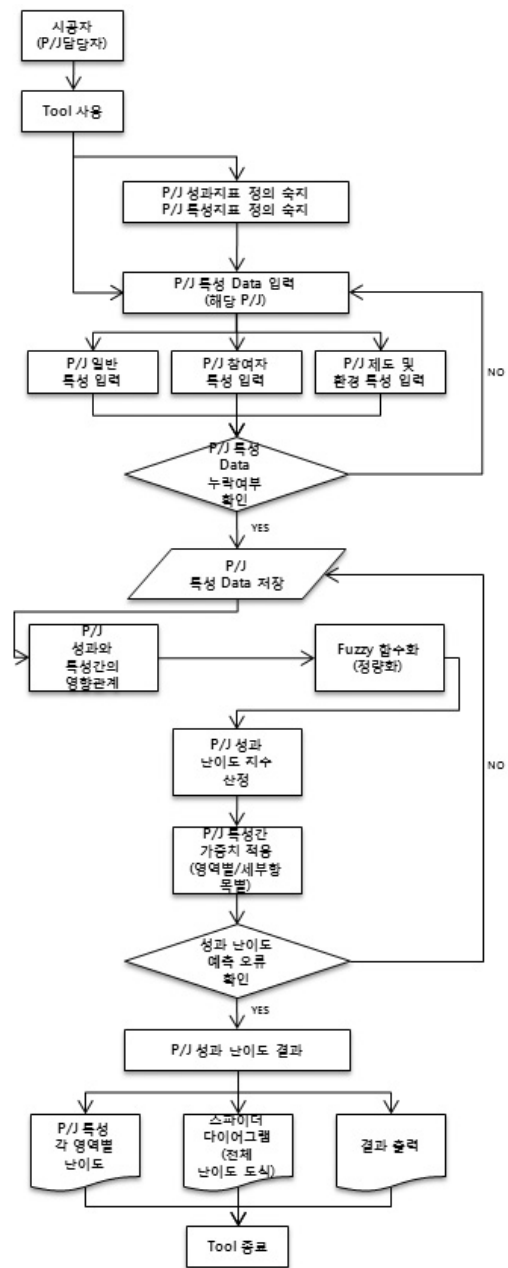 시공자
(P/J담당자)
Tool 사용
P/J 성과지표 정의 숙지
P/J 특성지표 정의 숙지
P/J 특성 Data 입력
(해당 P/J)
P/J 일반
특성 입력
P/J 참여자
특성 입력
P/J 제도 및
환경 특성 입력
NO
P/J 특성
Data
누락여부
확인
YES
P/J
특성 Data 저장
P/J
성과와
특성간의
영향관계
Fuzzy 함수화
(정량화)
P/J 성과
난이도 지수
산정
NO
P/J 특성간
가중치 적용
(영역별/세부항
목별)
성과 난이도
예측 오류
확인
YES
P/J 성과 난이도 결과
P/J 특성
각 영역별
난이도
스파이더
다이어그램
(전체
난이도 도식)
결과 출력
Tool 종료